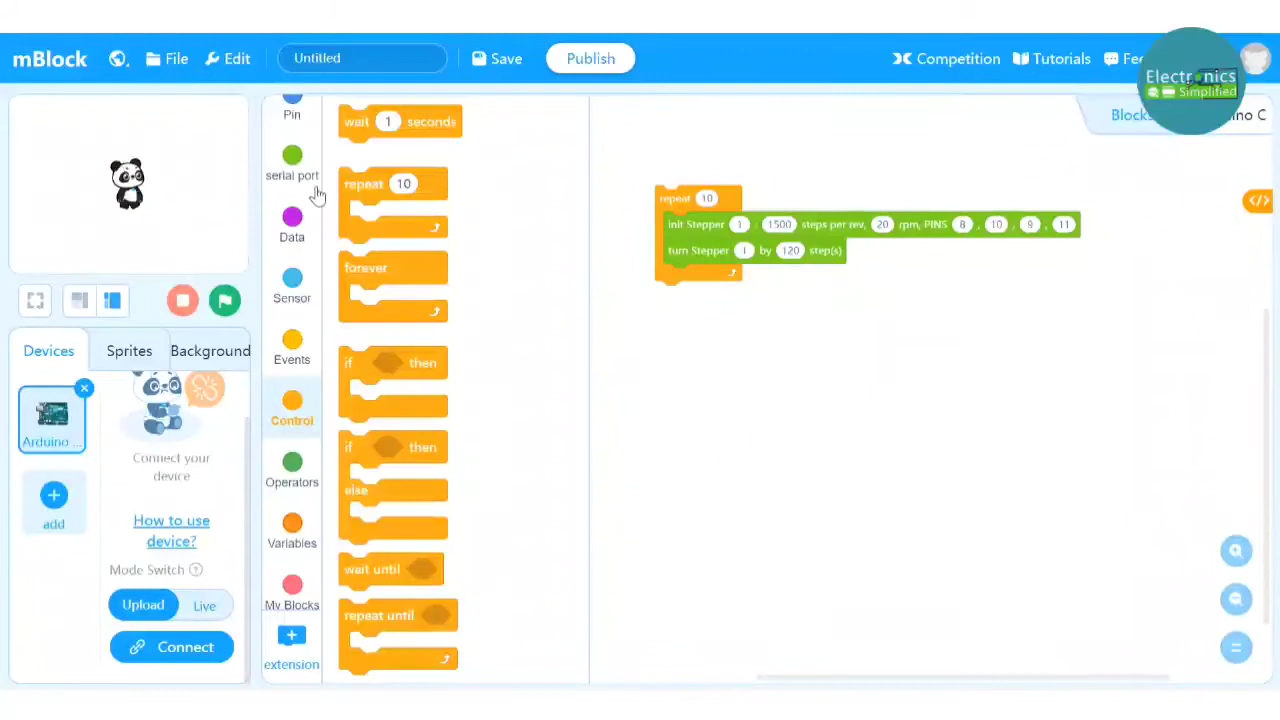 mBlock
File
Edit
Untitled
Save
Publish
Competition
Tutorials
Electronics
Simplified
Pin
wait 1 seconds
serial port
repeat 10
Data
forever
Sensor
Events
if then
Control
if then
else
Operators
Variables
wait until
My Blocks
repeat until
extension
repeat 10
init Stepper 1 , 1500 steps per rev, 20 rpm, PINS 8 , 10 , 9 , 11
turn Stepper 1 by 120 step(s)
Devices
Sprites
Background
Arduino ...
add
Connect your
device
How to use
device?
Mode Switch ?
Upload
Live
Connect